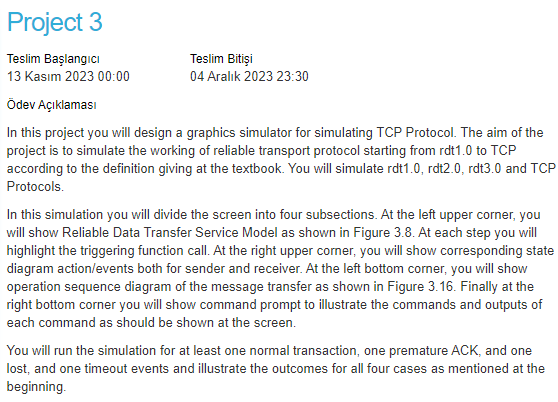 Project 3
Teslim Başlangıcı Teslim Bitişi
13 Kasım 2023 00:00 04 Aralık 2023 23:30
Ödev Açıklaması
In this project you will design a graphics simulator for simulating TCP Protocol. The aim of the
project is to simulate the working of reliable transport protocol starting from rdt1.0 to TCP
according to the definition giving at the textbook. You will simulate rdt1.0, rdt2.0, rdt3.0 and TCP
Protocols.
In this simulation you will divide the screen into four subsections. At the left upper corner, you
will show Reliable Data Transfer Service Model as shown in Figure 3.8. At each step you will
highlight the triggering function call. At the right upper corner, you will show corresponding state
diagram action/events both for sender and receiver. At the left bottom corner, you will show
operation sequence diagram of the message transfer as shown in Figure 3.16. Finally at the
right bottom corner you will show command prompt to illustrate the commands and outputs of
each command as should be shown at the screen.
You will run the simulation for at least one normal transaction, one premature ACK, and one
lost, and one timeout events and illustrate the outcomes for all four cases as mentioned at the
beginning.